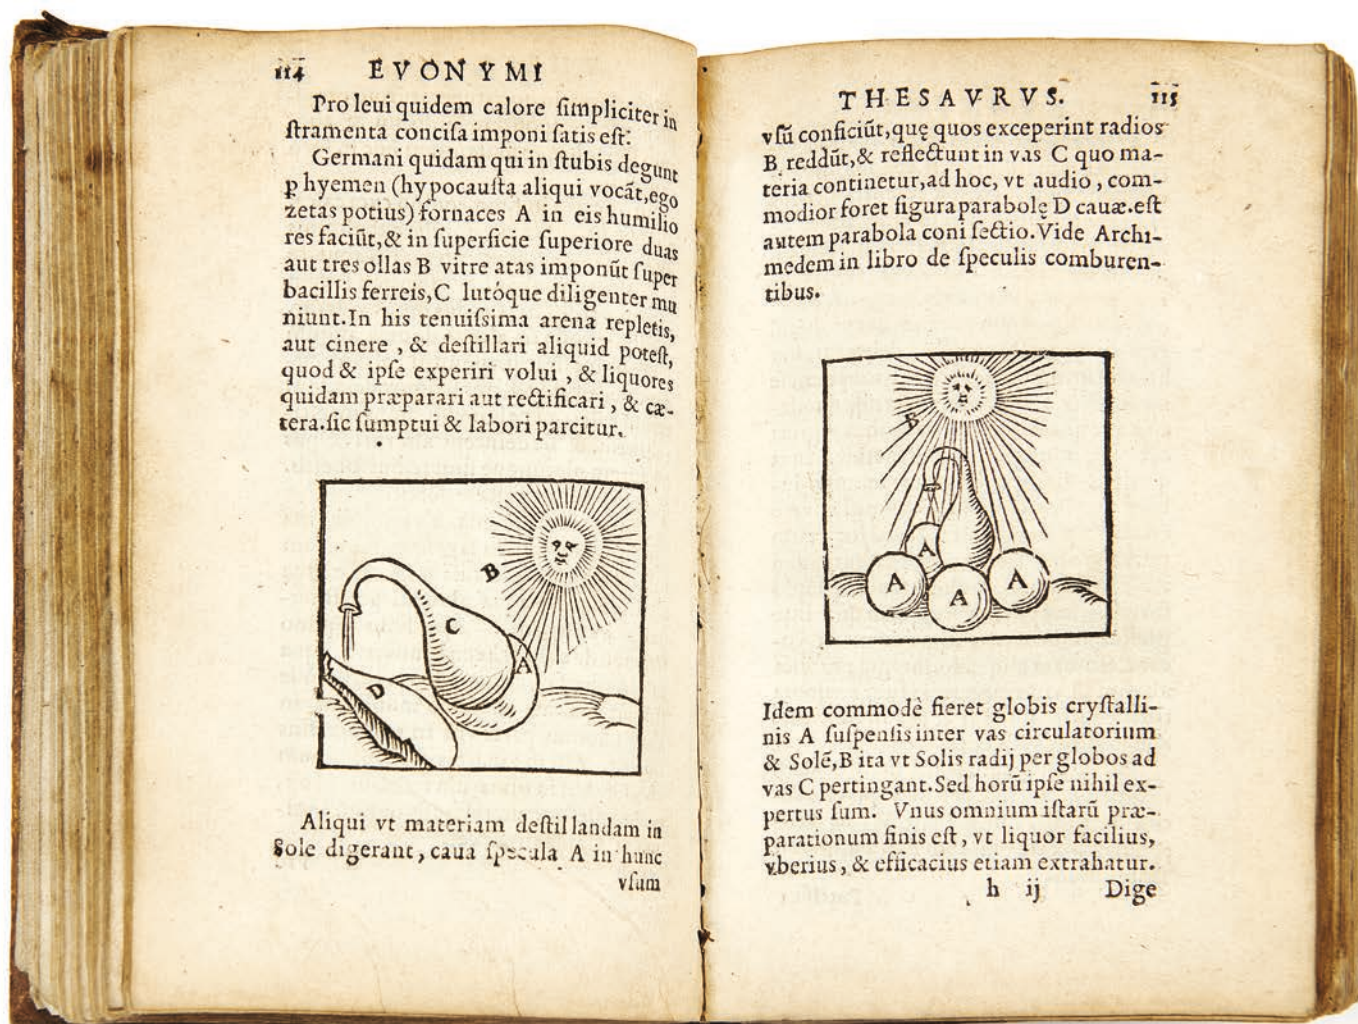 114 EVONYMI
Pro leui quidem calore ſimpliciter in
ſtramenta conciſa imponi ſatis eſt.
Germani quidam qui in ſtubis degunt
ꝑ hyemen (hypocauſta aliqui vocãt, ego
zetas potius) fornaces A in eis humilio
res faciũt, & in ſuperficie ſuperiore duas
aut tres ollas B vitre atas imponũt ſuper
bacillis ferreis, C lutóque diligenter mu
niunt. In his tenuiſsima arena repletis,
aut cinere, & deſtillari aliquid poteſt,
quod & ipſe experiri volui, & liquores
quidam præparari aut rectificari, & cæ-
tera. ſic ſumptui & labori parcitur.
B
C
A
D
Aliqui vt materiam deſtillandam in
Sole digerant, caua ſpecula A in hunc
vſum
THESAVRVS. 115
vſũ conficiũt, quę quos exceperint radios
B reddũt, & reflectunt in vas C quo ma-
teria continetur, ad hoc, vt audio, com-
modior foret figura parabolę D cauæ. eſt
autem parabola coni ſectio. Vide Archi-
medem in libro de ſpeculis comburen-
tibus.
B
A
A A
A
Idem commodè fieret globis cryſtalli-
nis A ſuſpenſis inter vas circulatorium
& Solẽ, B ita vt Solis radij per globos ad
vas C pertingant. Sed horũ ipſe nihil ex-
pertus ſum. Vnus omnium iſtarũ præ-
parationum finis eſt, vt liquor facilius,
vberius, & efficacius etiam extrahatur.
h ij Dige